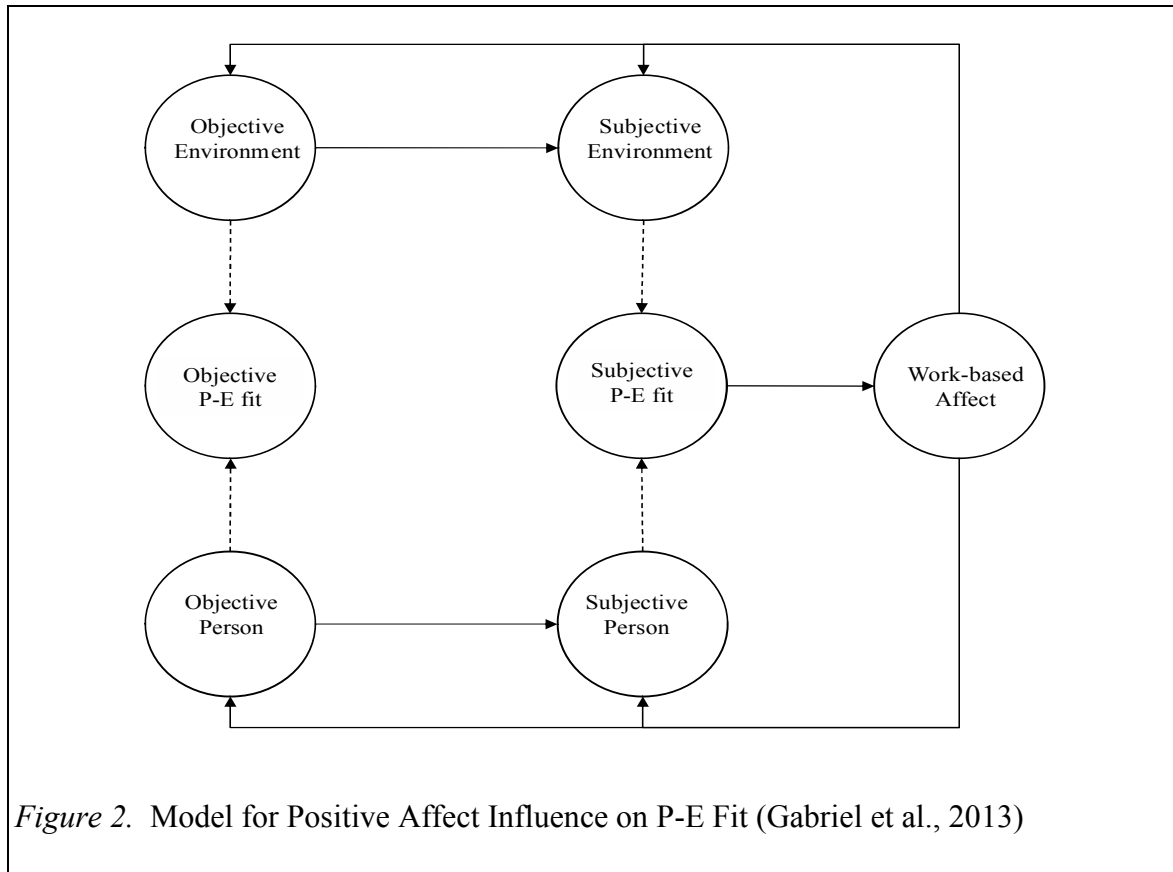 Objective
Environment
Subjective
Environment
Objective
P-E fit
Subjective
P-E fit
Work-based
Affect
Objective
Person
Subjective
Person
Figure 2. Model for Positive Affect Influence on P-E Fit (Gabriel et al., 2013)